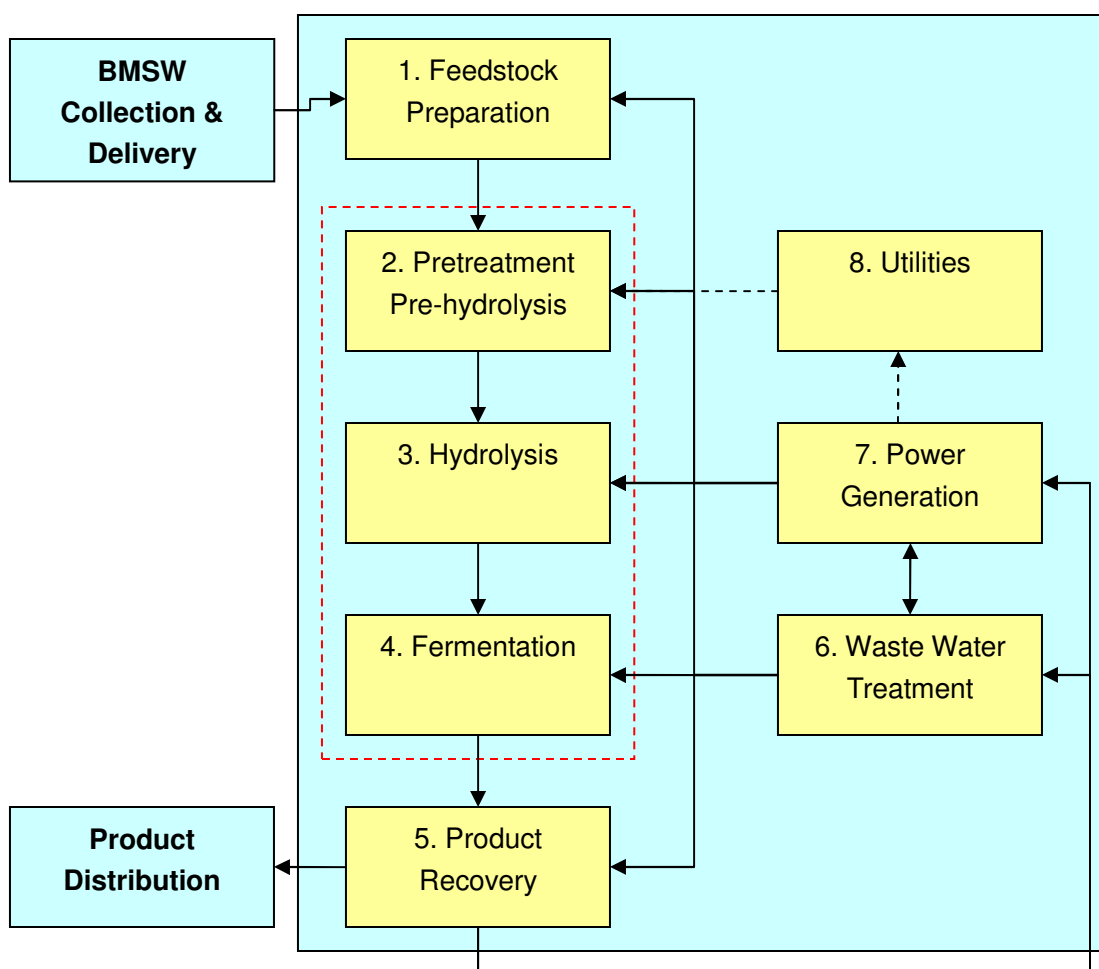 BMSW
Collection &
Delivery
1. Feedstock
Preparation
2. Pretreatment
Pre-hydrolysis
8. Utilities
3. Hydrolysis
7. Power
Generation
4. Fermentation
6. Waste Water
Treatment
Product
Distribution
5. Product
Recovery